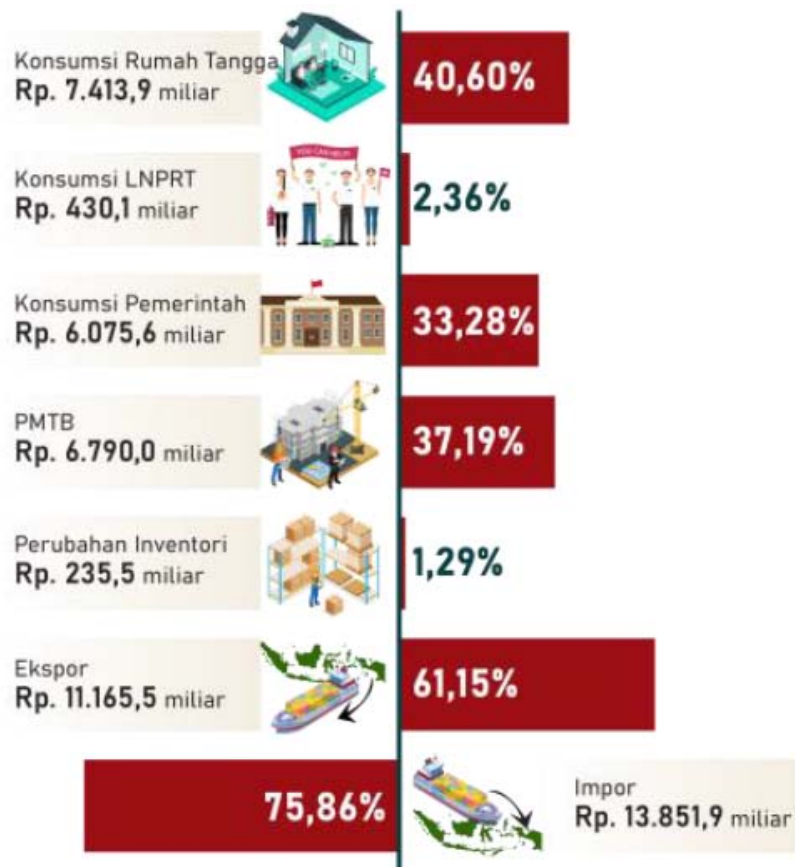 Konsumsi Rumah Tangga
Rp. 7.413,9 miliar
40,60%
Konsumsi LNPRT
Rp. 430,1 miliar
YOU CAN HELP!
2,36%
Konsumsi Pemerintah
Rp. 6.075,6 miliar
33,28%
PMTB
Rp. 6.790,0 miliar
37,19%
Perubahan Inventori
Rp. 235,5 miliar
1,29%
Ekspor
Rp. 11.165,5 miliar
61,15%
75,86%
Impor
Rp. 13.851,9 miliar